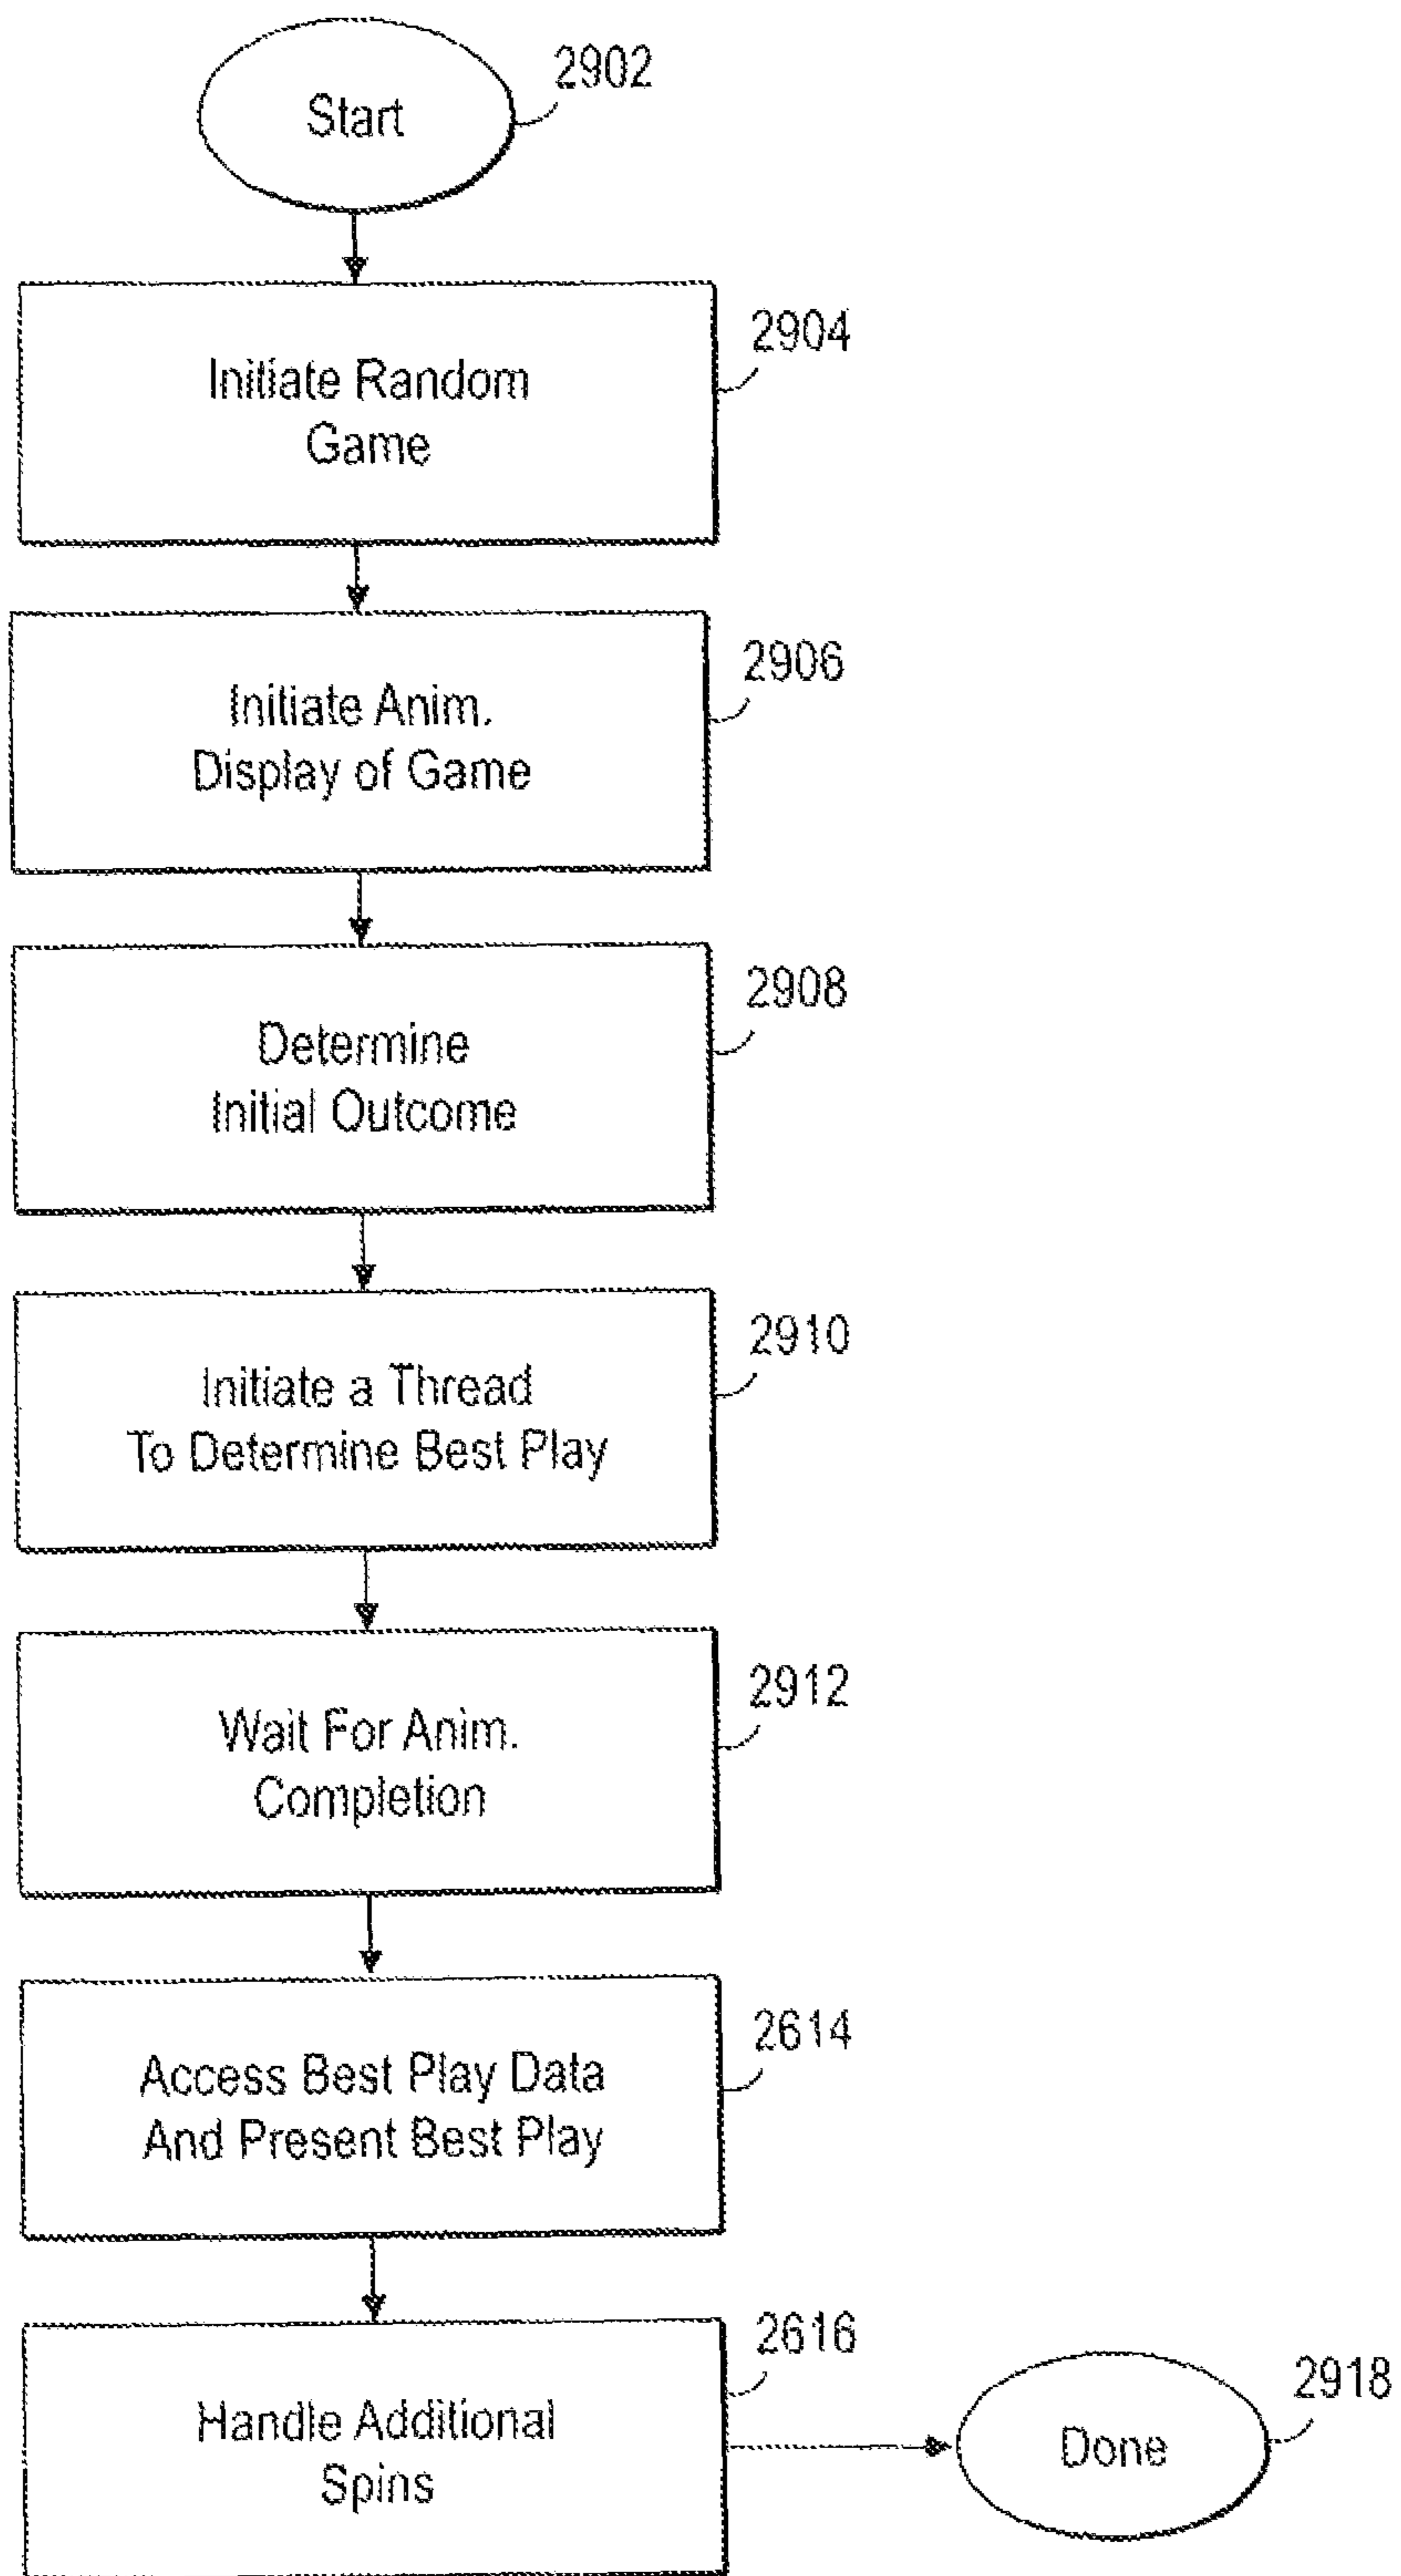 Start
2902
Initiate Random
Game
2904
Initiate Anim.
Display of Game
2906
Determine
Initial Outcome
2908
Initiate a Thread
To Determine Best Play
2910
Wait For Anim.
Completion
2912
Access Best Play Data
And Present Best Play
2614
Handle Additional
Spins
2616
Done
2918